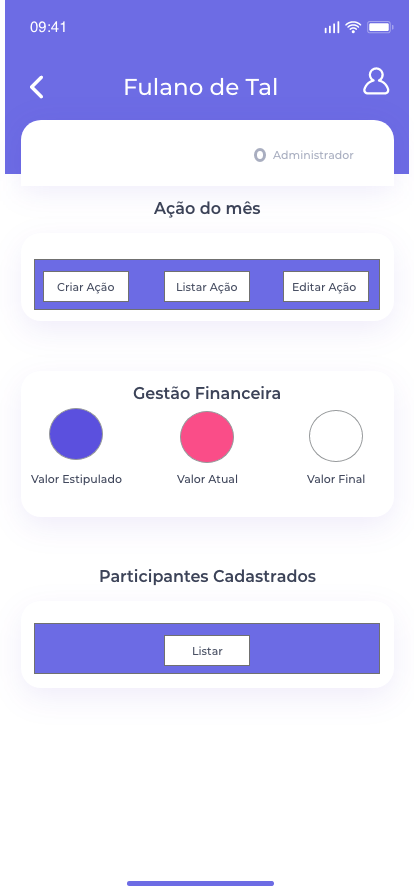 09:41
Fulano de Tal
0 Administrador
Ação do mês
Criar Ação Listar Ação Editar Ação
Gestão Financeira
Valor Estipulado Valor Atual Valor Final
Participantes Cadastrados
Listar